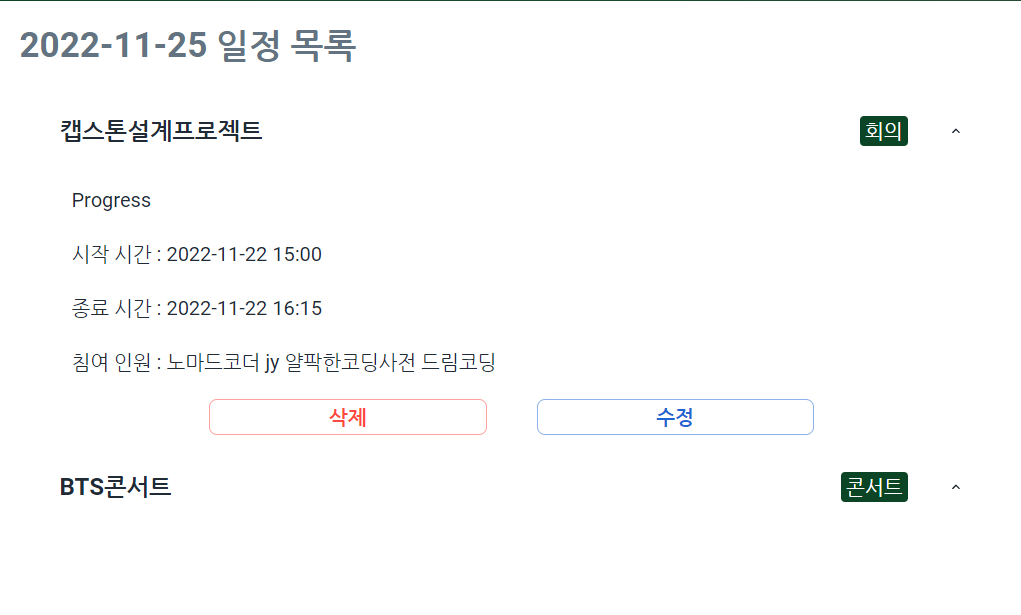 2022-11-25 일정 목록
캡스톤설계프로젝트 회의
Progress
시작 시간 : 2022-11-22 15:00
종료 시간 : 2022-11-22 16:15
침여 인원 : 노마드코더 jy 얄팍한코딩사전 드림코딩
삭제 수정
BTS콘서트 콘서트